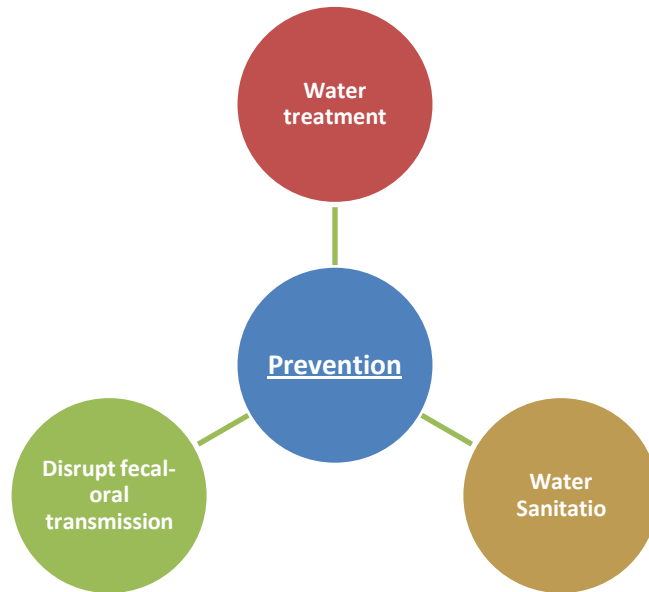 Water
treatment
Prevention
Disrupt fecal-
oral
transmission
Water
Sanitatio